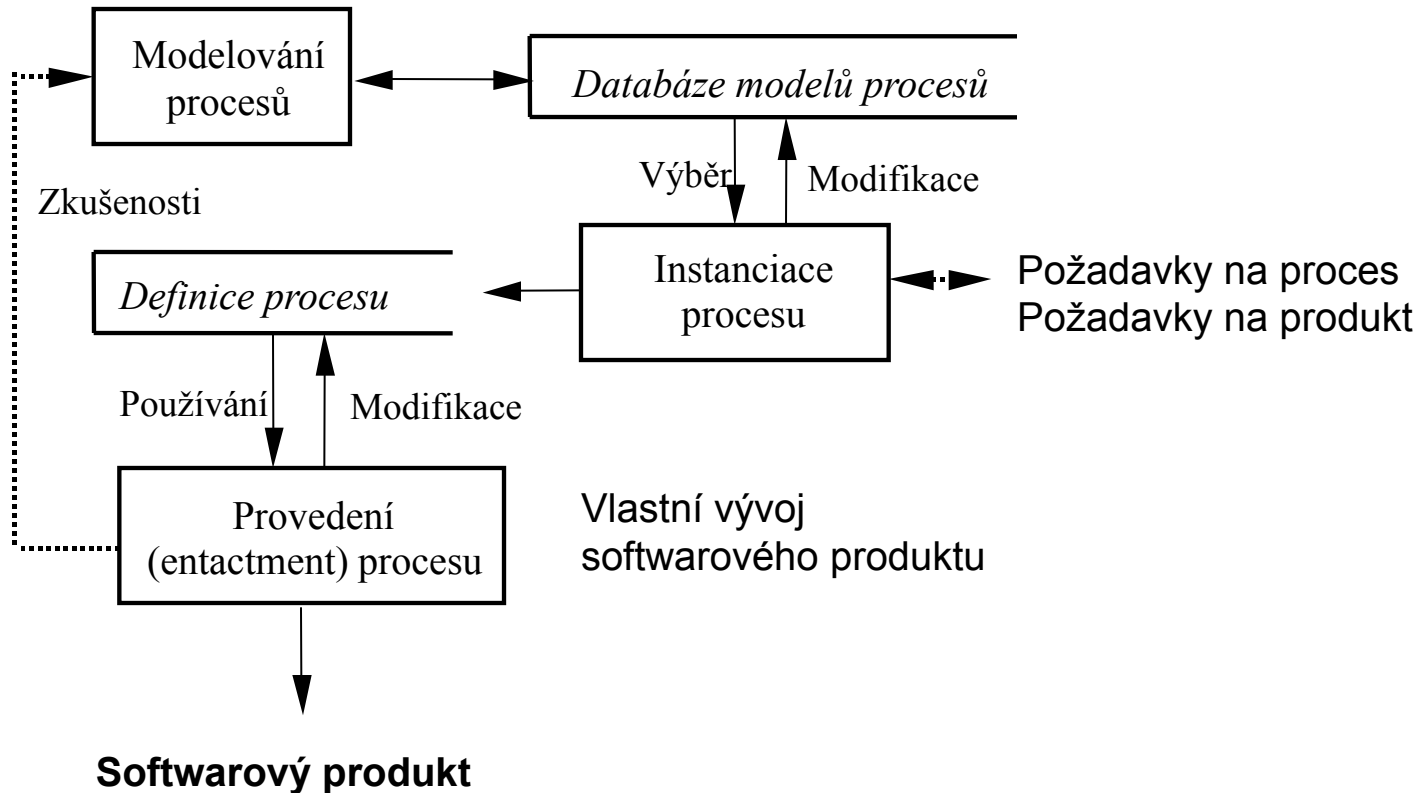 Modelování
procesů
Databáze modelů procesů
Výběr
Modifikace
Zkušenosti
Instanciace
procesu
Požadavky na proces
Požadavky na produkt
Definice procesu
Používání
Modifikace
Provedení
(entactment) procesu
Vlastní vývoj
softwarového produktu
Softwarový produkt